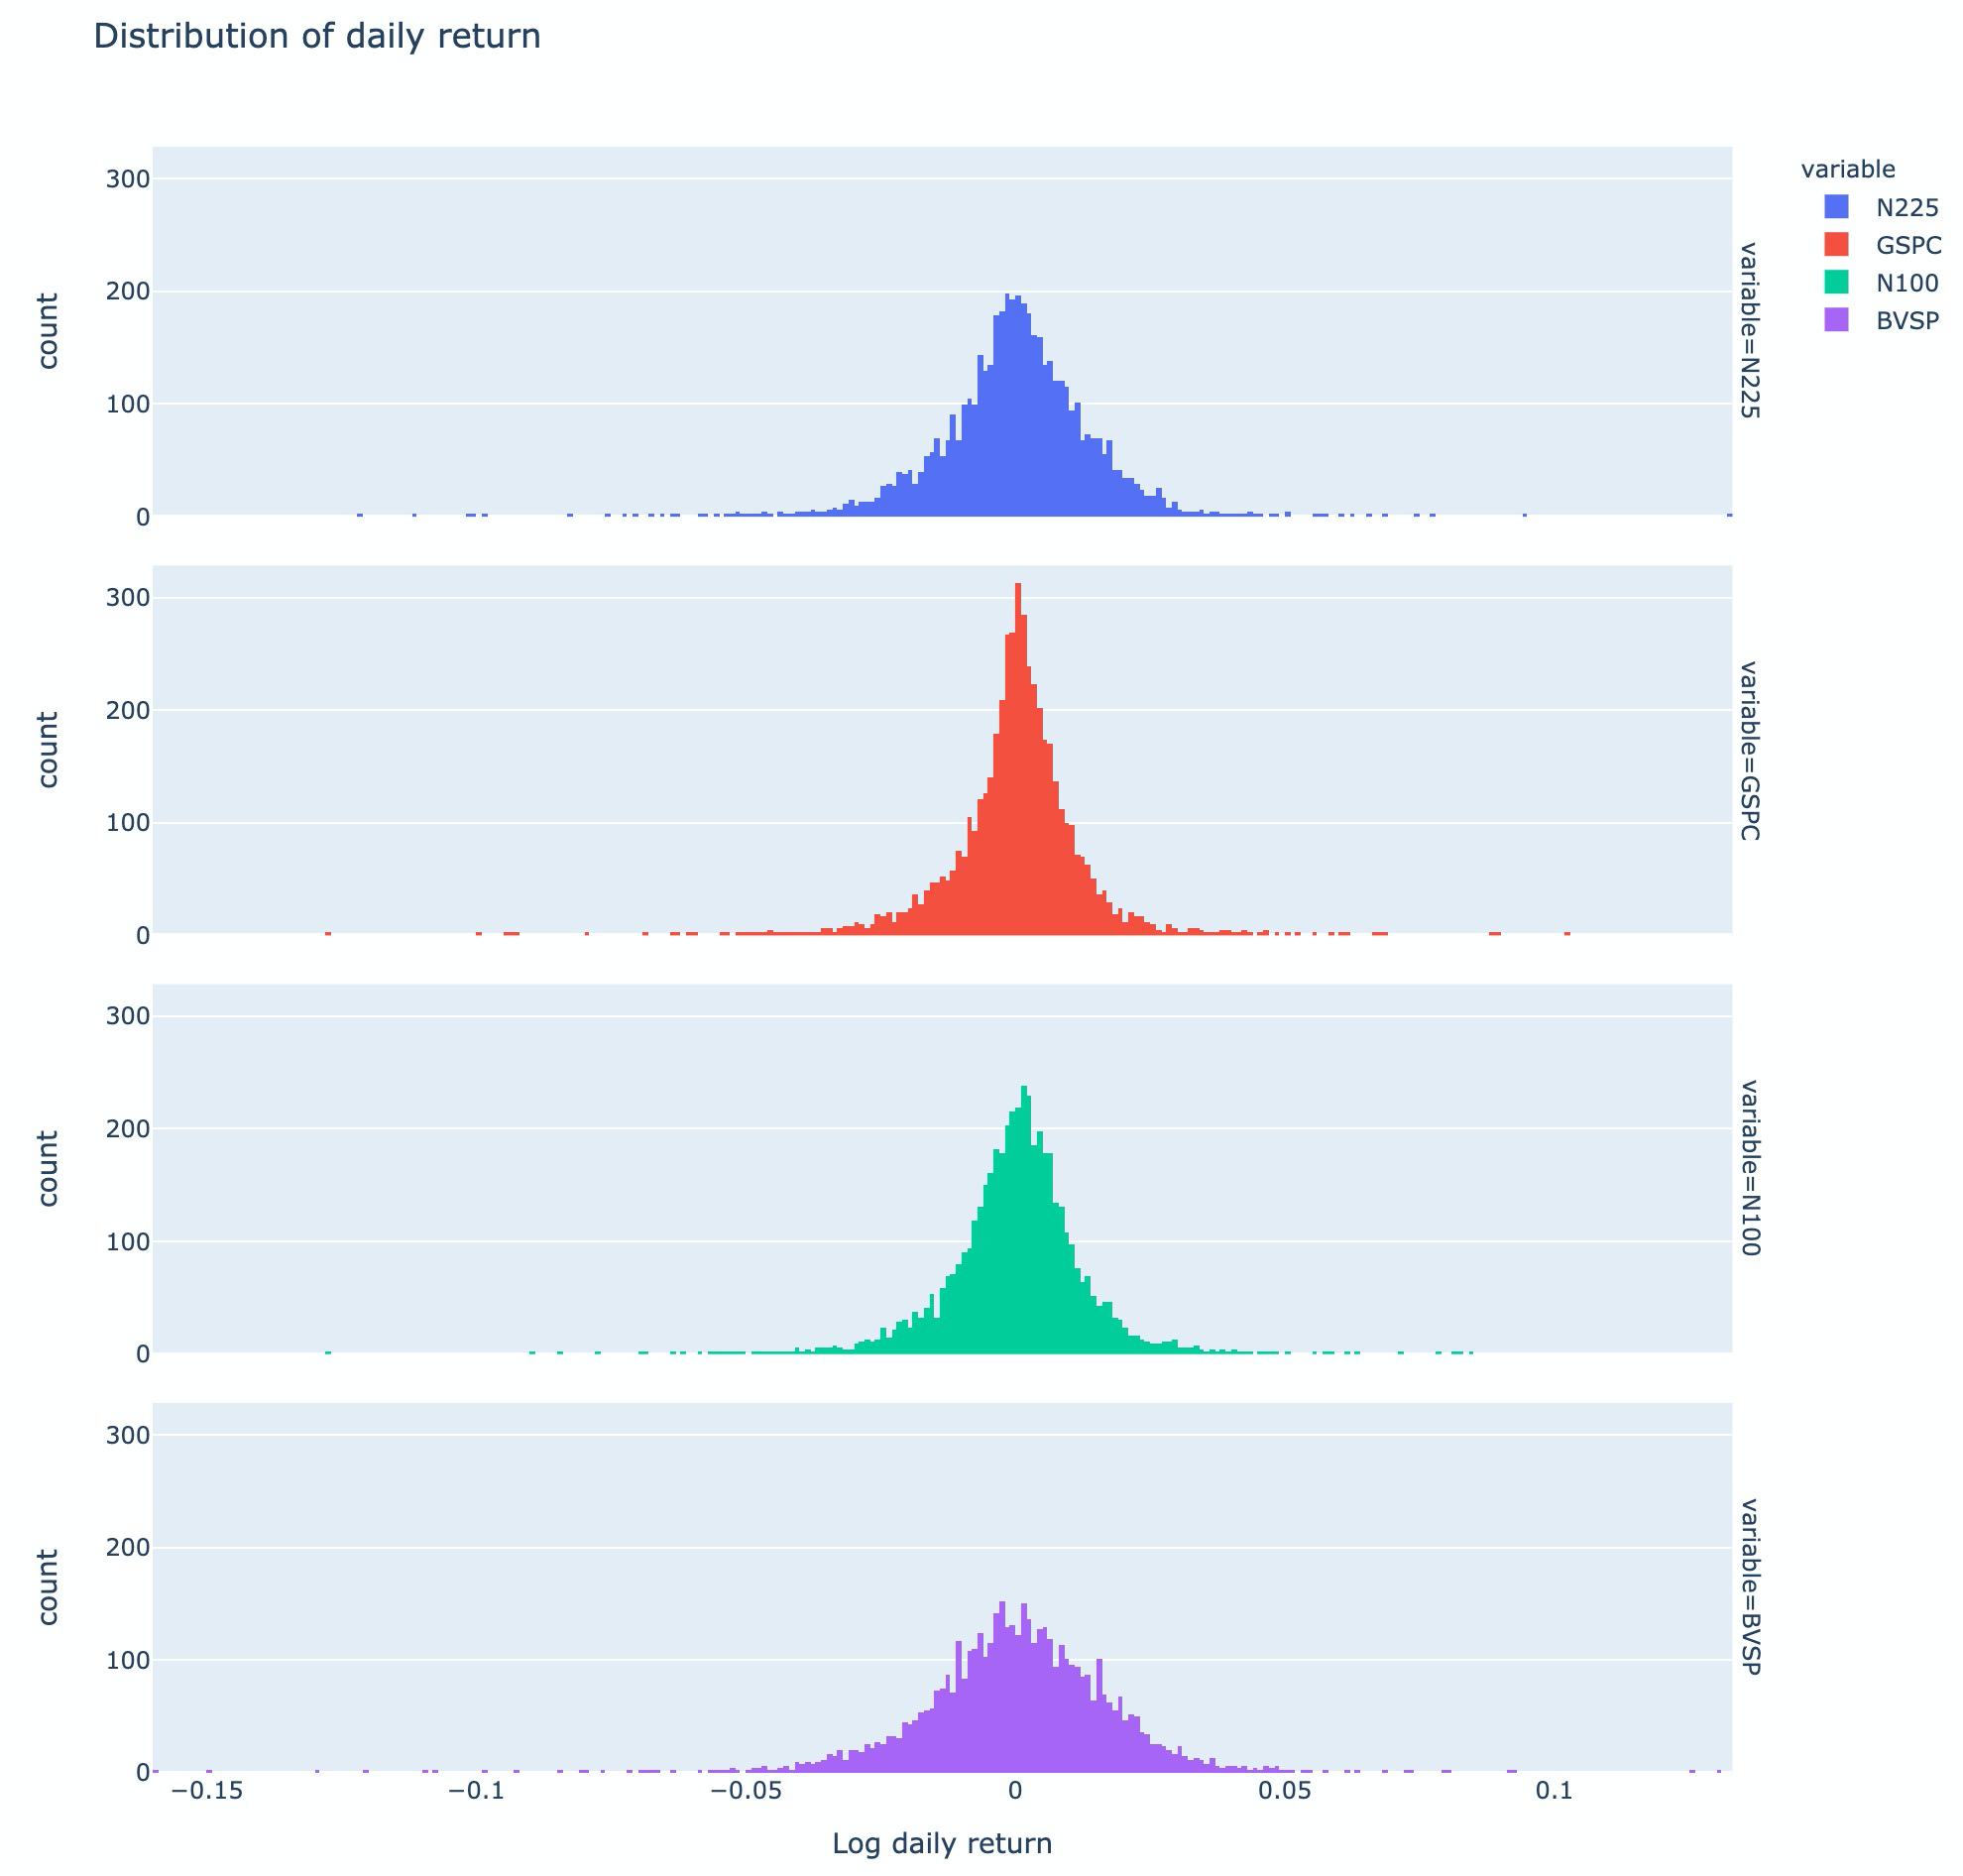 Distribution of daily return
variable
N225
GSPC
N100
BVSP
300
200
100
0
count
variable=N225
300
200
100
0
count
variable=GSPC
300
200
100
0
count
variable=N100
300
200
100
0
count
variable=BVSP
−0.15 −0.1 −0.05 0 0.05 0.1
Log daily return